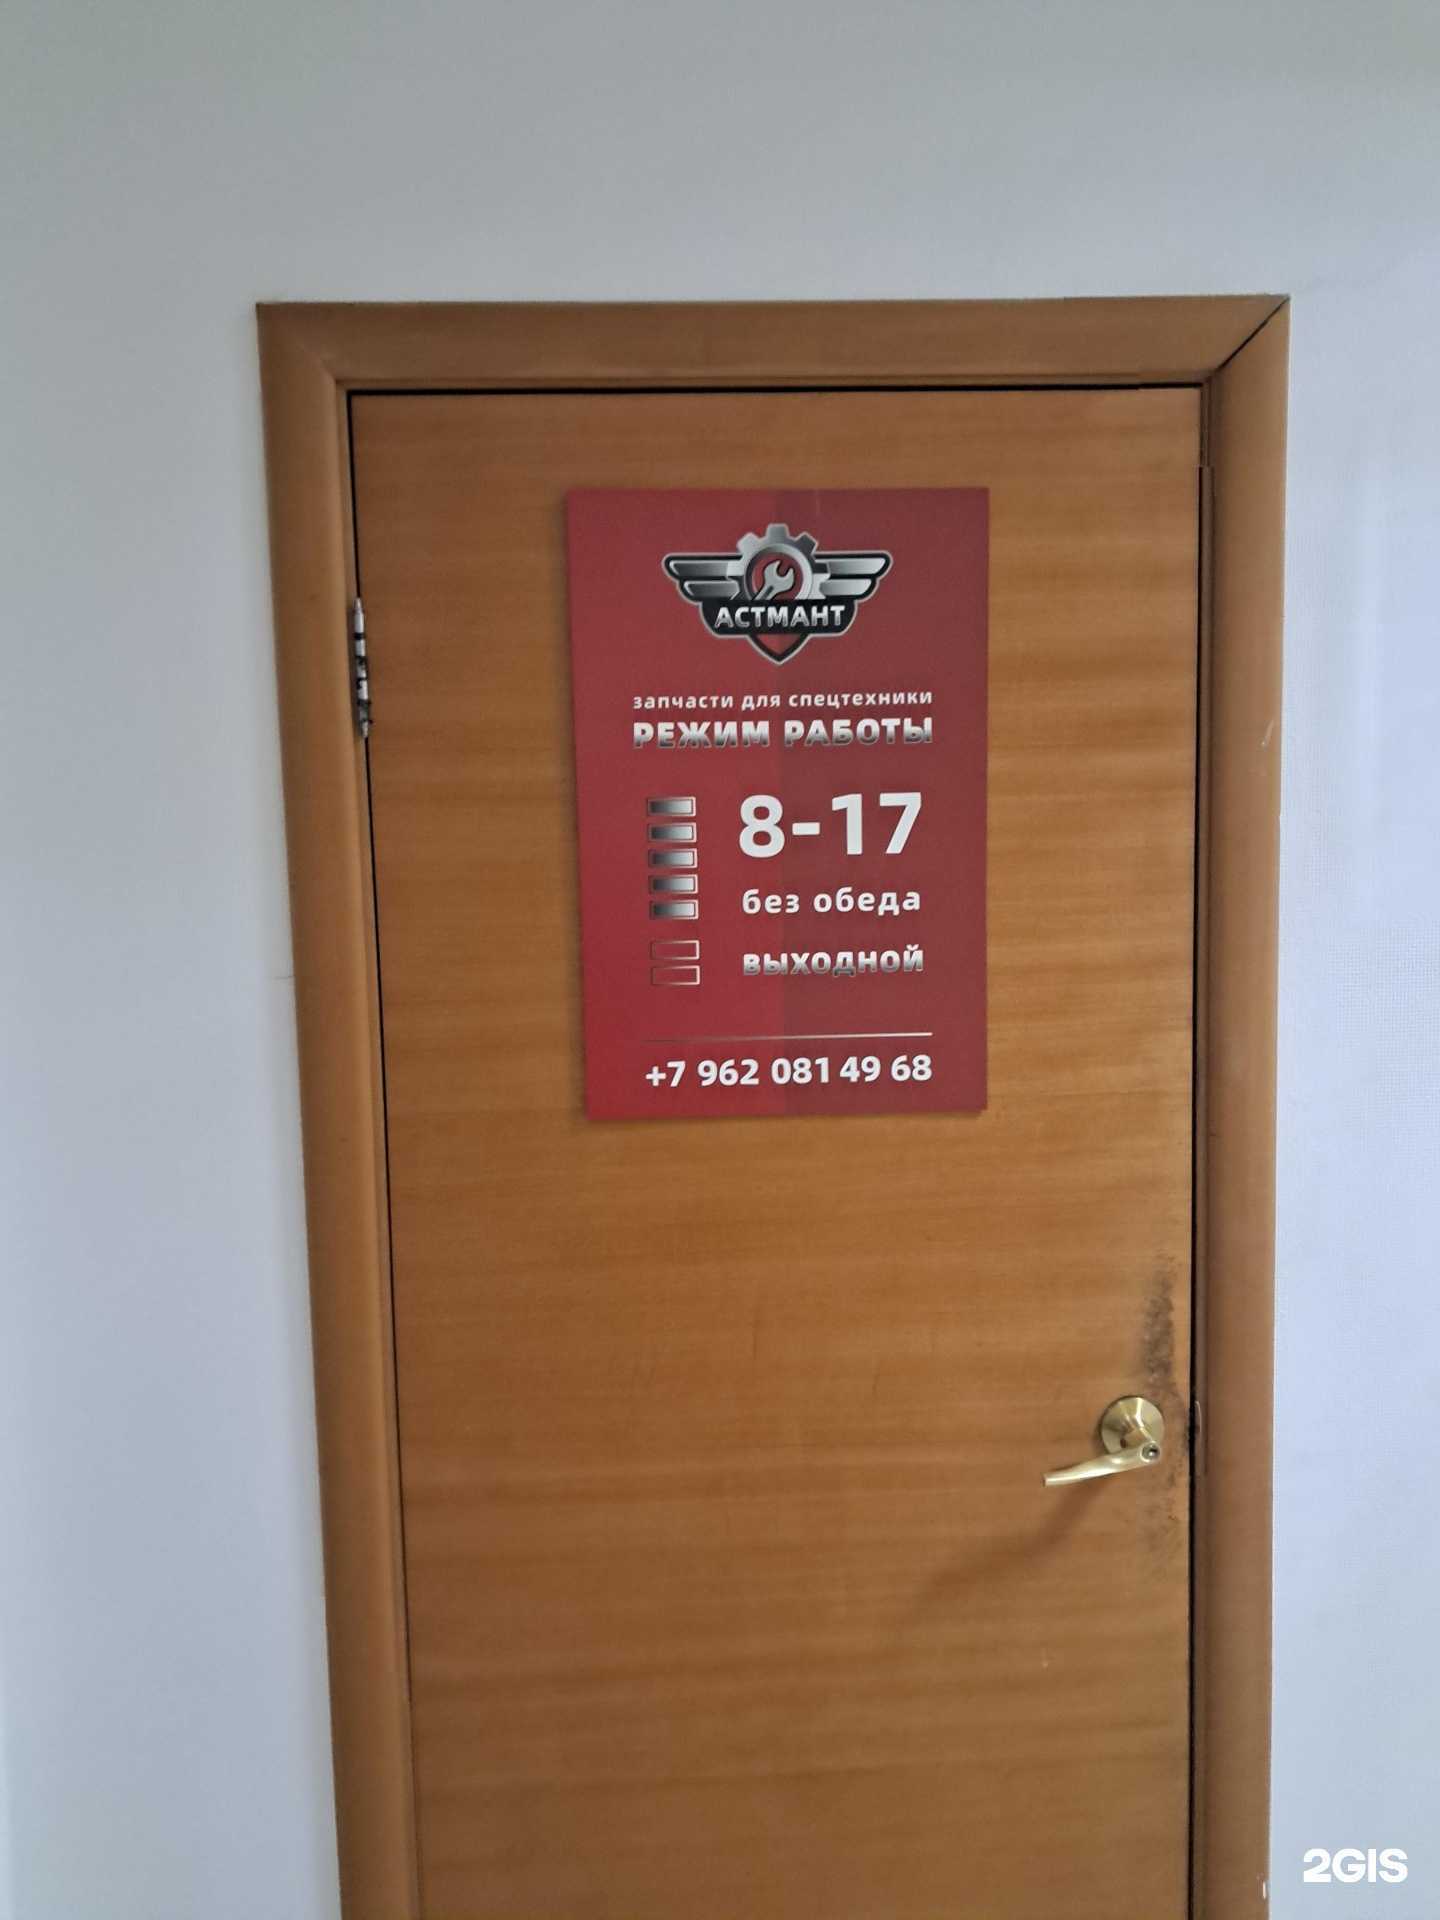 АСТМАНТ
запчасти для спецтехники
РЕЖИМ РАБОТЫ
8-17
без обеда
выходной
+7 962 081 49 68
2GIS